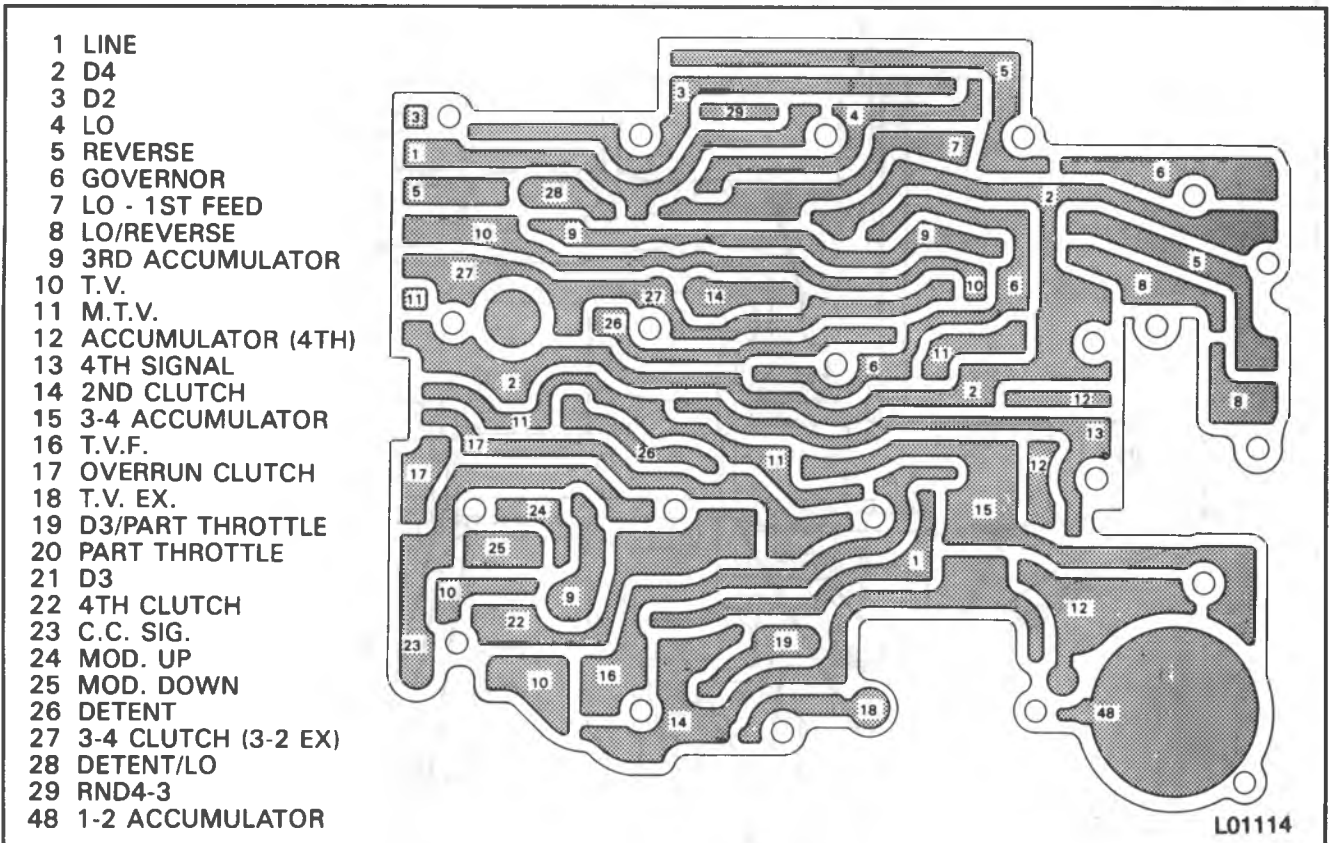 1 LINE
2 D4
3 D2
4 LO
5 REVERSE
6 GOVERNOR
7 LO - 1ST FEED
8 LO/REVERSE
9 3RD ACCUMULATOR
10 T.V.
11 M.T.V.
12 ACCUMULATOR (4TH)
13 4TH SIGNAL
14 2ND CLUTCH
15 3-4 ACCUMULATOR
16 T.V.F.
17 OVERRUN CLUTCH
18 T.V. EX.
19 D3/PART THROTTLE
20 PART THROTTLE
21 D3
22 4TH CLUTCH
23 C.C. SIG.
24 MOD. UP
25 MOD. DOWN
26 DETENT
27 3-4 CLUTCH (3-2 EX)
28 DETENT/LO
29 RND4-3
48 1-2 ACCUMULATOR
5
3
29
4
3
1
7
6
5
28
2
10
9
9
5
27
14
10
6
8
11
27
26
6
11
2
2
12
8
11
13
17
26
11
12
17
24
15
25
1
10
9
12
22
23
19
10
16
14
18
48
L01114